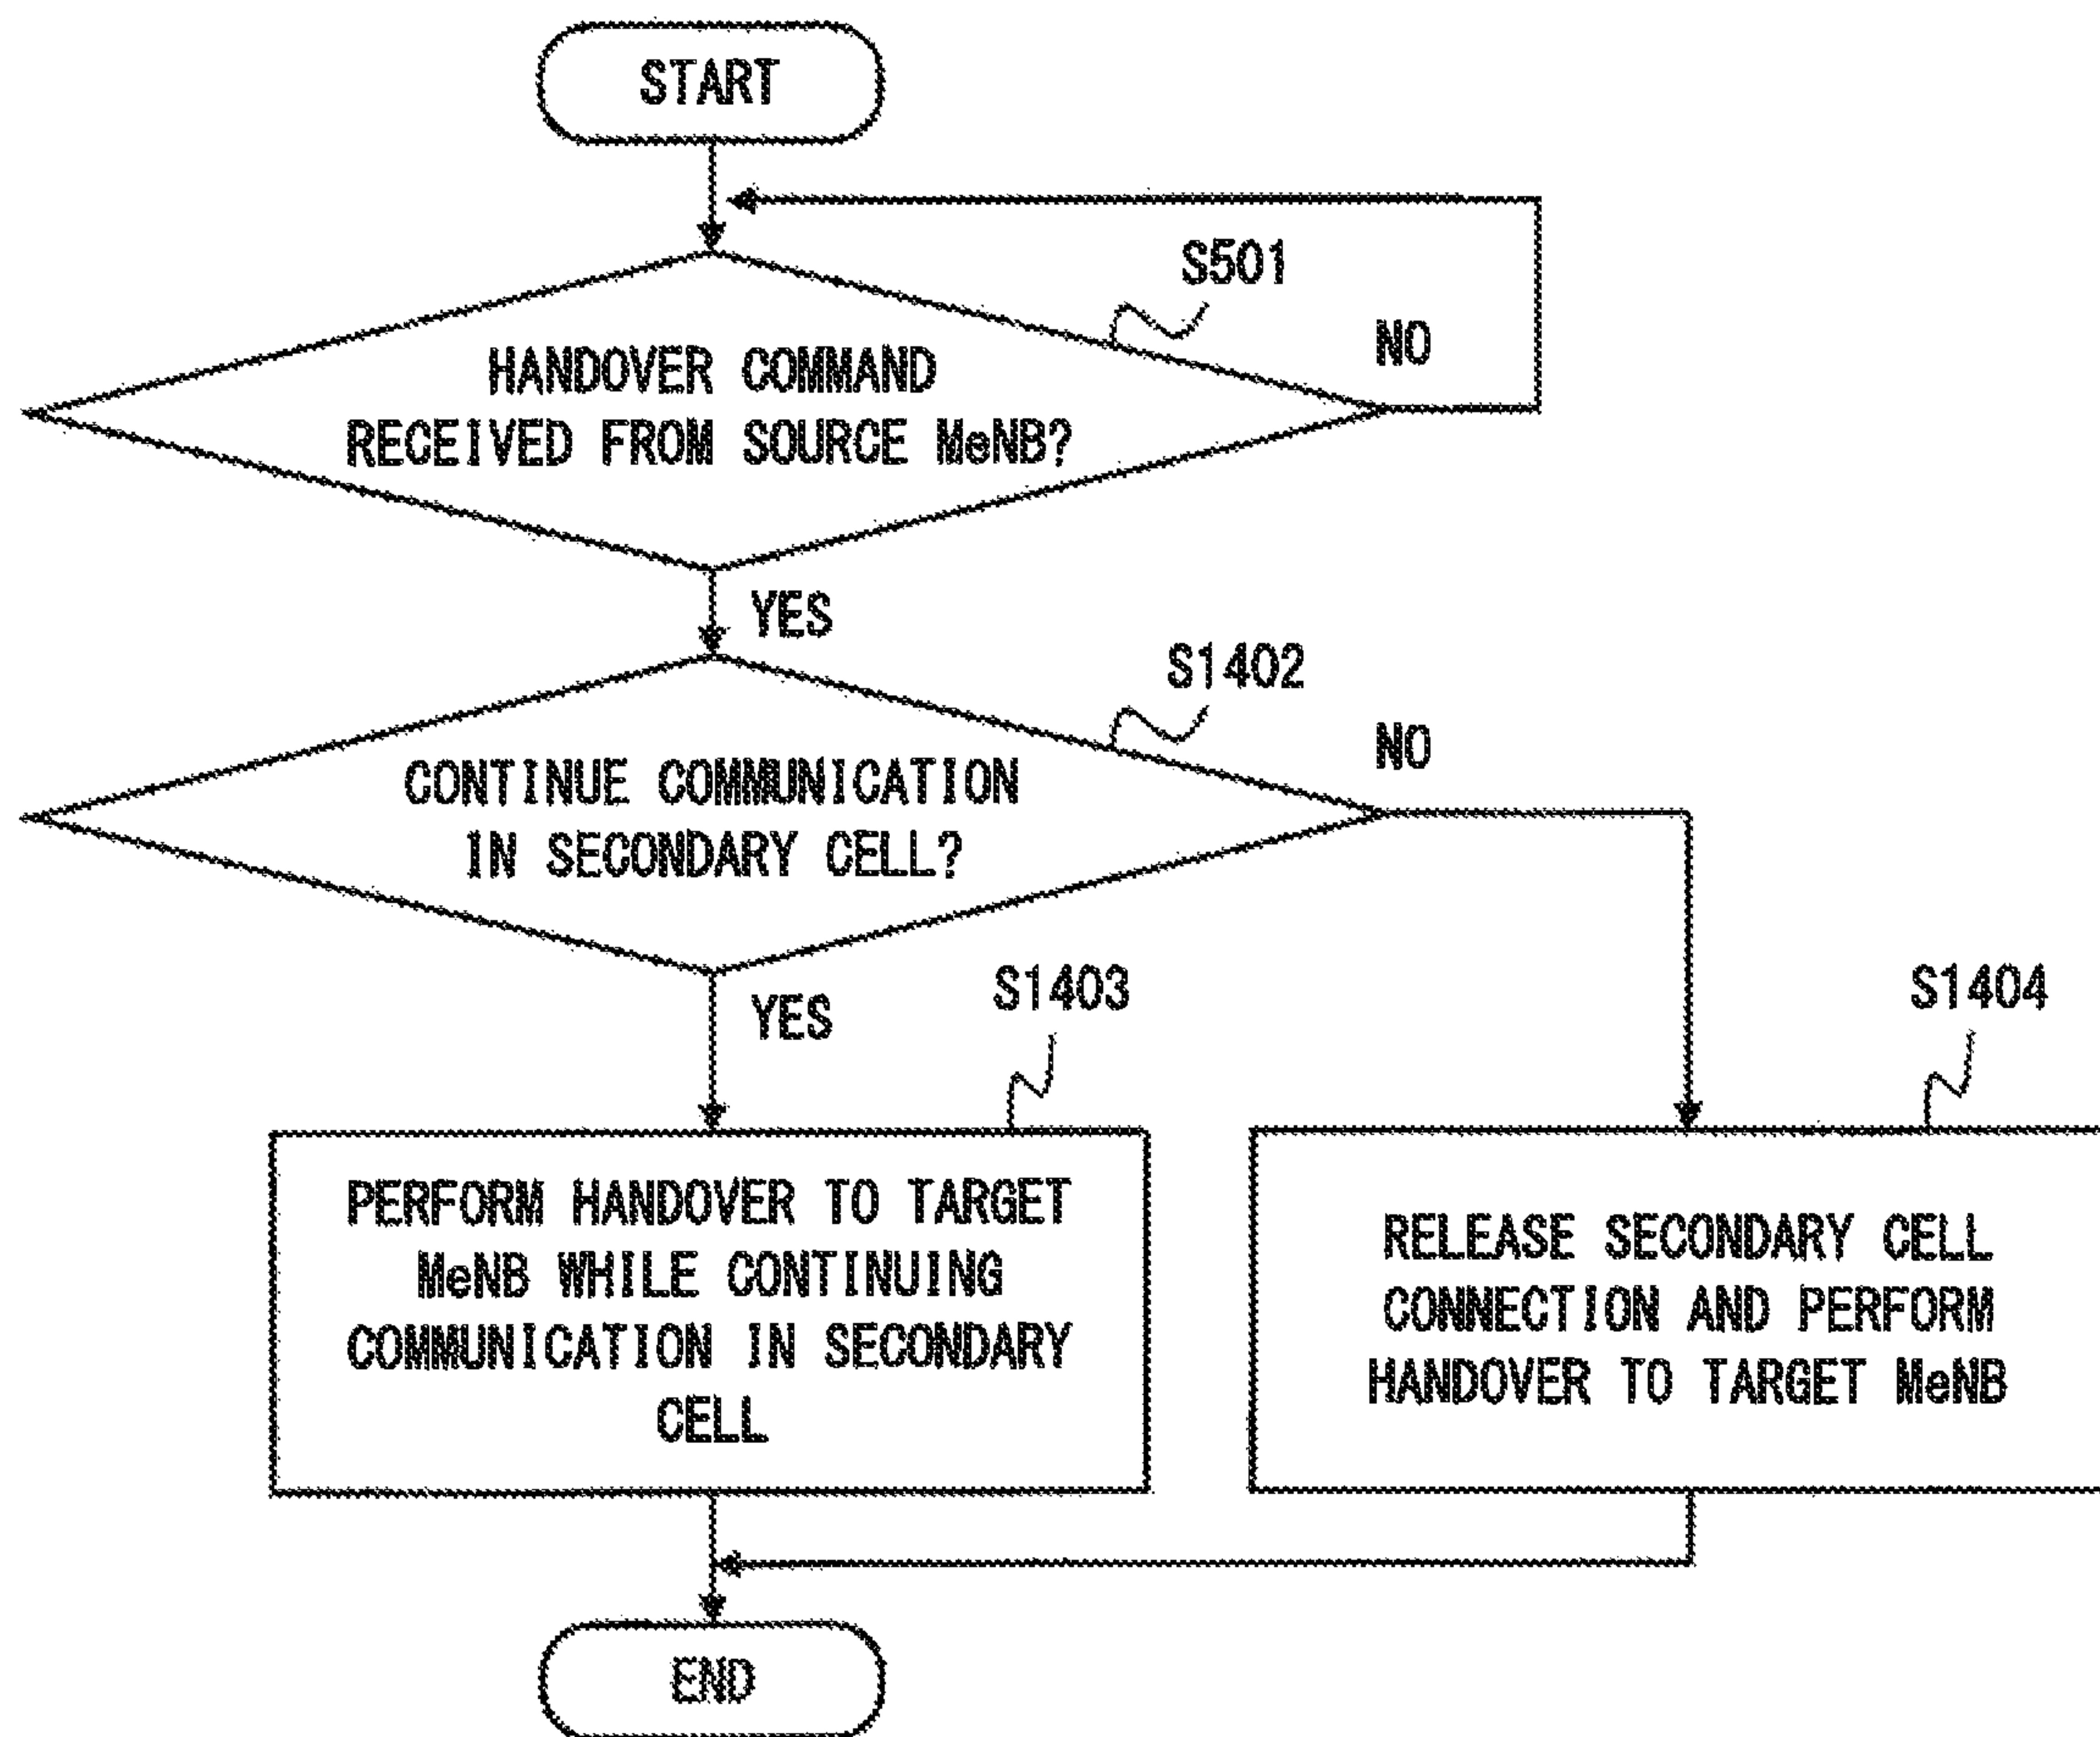 START
S501
NO
HANDOVER COMMAND
RECEIVED FROM SOURCE MeNB?
YES
S1402
NO
CONTINUE COMMUNICATION
IN SECONDARY CELL?
YES
S1403
S1404
PERFORM HANDOVER TO TARGET
MeNB WHILE CONTINUING
COMMUNICATION IN SECONDARY
CELL
RELEASE SECONDARY CELL
CONNECTION AND PERFORM
HANDOVER TO TARGET MeNB
END